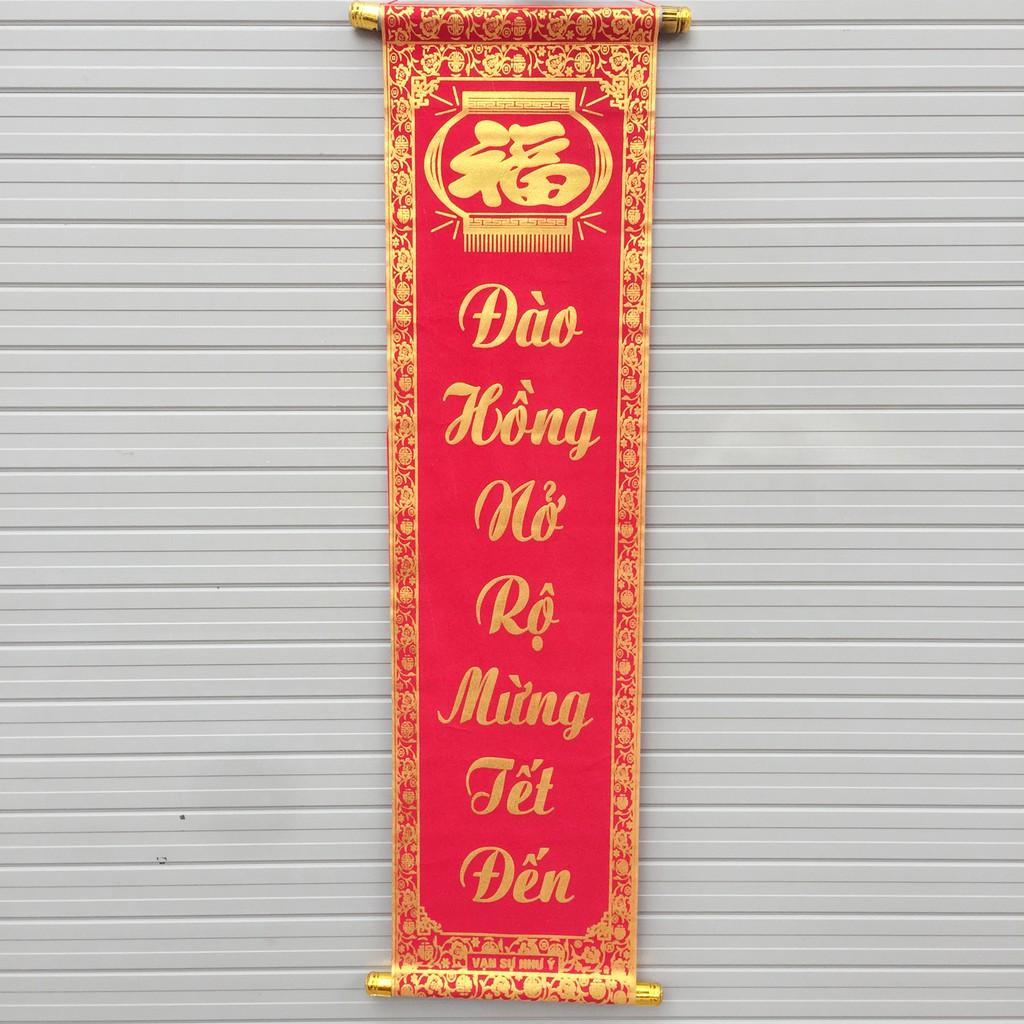 福
Đào
Hồng
Nở
Rộ
Mừng
Tết
Đến
VẠN SỰ NHƯ Ý